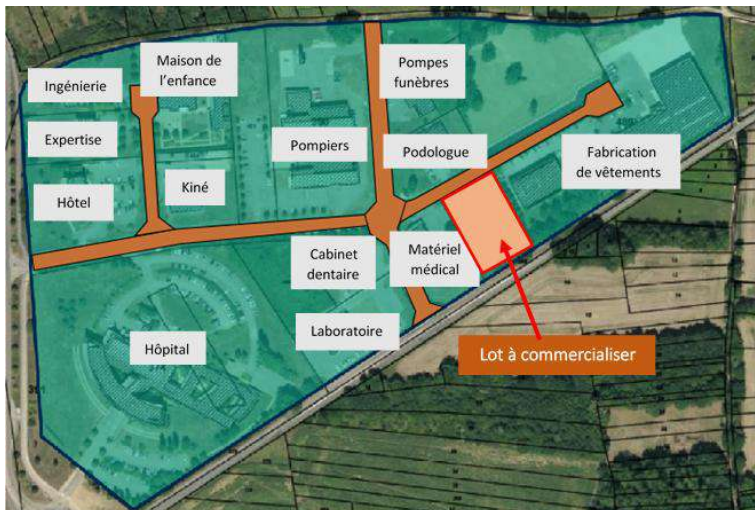 Maison de
l'enfance
Ingénierie
Pompes
funèbres
Expertise
Pompiers
Podologue
Fabrication
de vêtements
Hôtel
Kiné
Cabinet
dentaire
Matériel
médical
Laboratoire
Hôpital
Lot à commercialiser